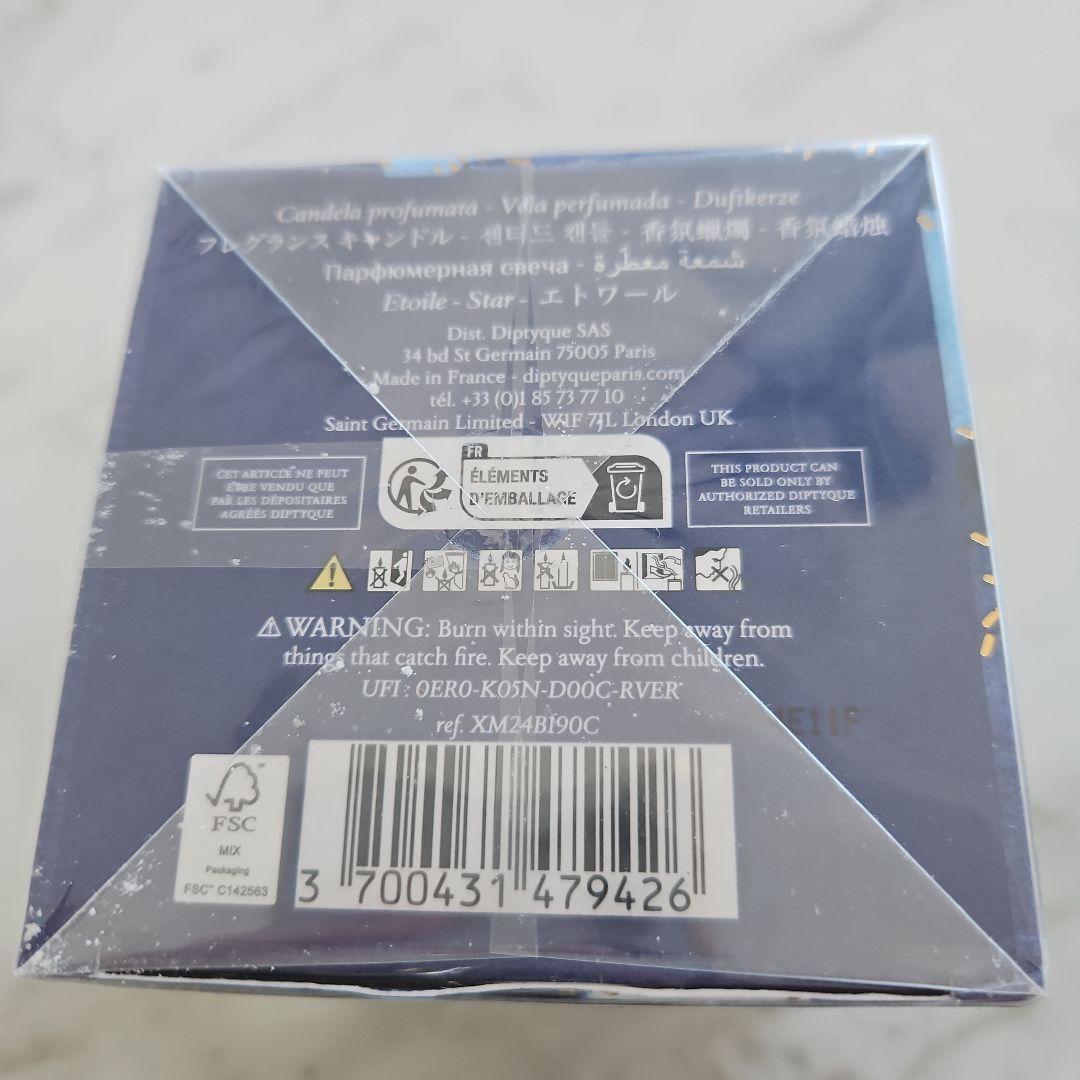 Candela profumata - Vela perfumada - Duftkerze
フレグランス キャンドル - 센티드 캔들 - 香氛蠟燭 - 香氛蜡烛
Парфюмерная свеча - شمعة معطرة
Etoile - Star - エトワール
Dist. Diptyque SAS
34 bd St Germain 75005 Paris
Made in France - diptyqueparis.com
tél. +33 (0)1 85 73 77 10
Saint Germain Limited - W1F 7JL London UK
CET ARTICLE NE PEUT
ÊTRE VENDU QUE
PAR LES DÉPOSITAIRES
AGRÉÉS DIPTYQUE
FR
ÉLÉMENTS
D'EMBALLAGE
THIS PRODUCT CAN
BE SOLD ONLY BY
AUTHORIZED DIPTYQUE
RETAILERS
⚠ WARNING: Burn within sight. Keep away from
things that catch fire. Keep away from children.
UFI : 0ER0-K05N-D00C-RVER
ref. XM24BI90C
FSC™
MIX
Packaging
FSC™ C142563
3 700431 479426